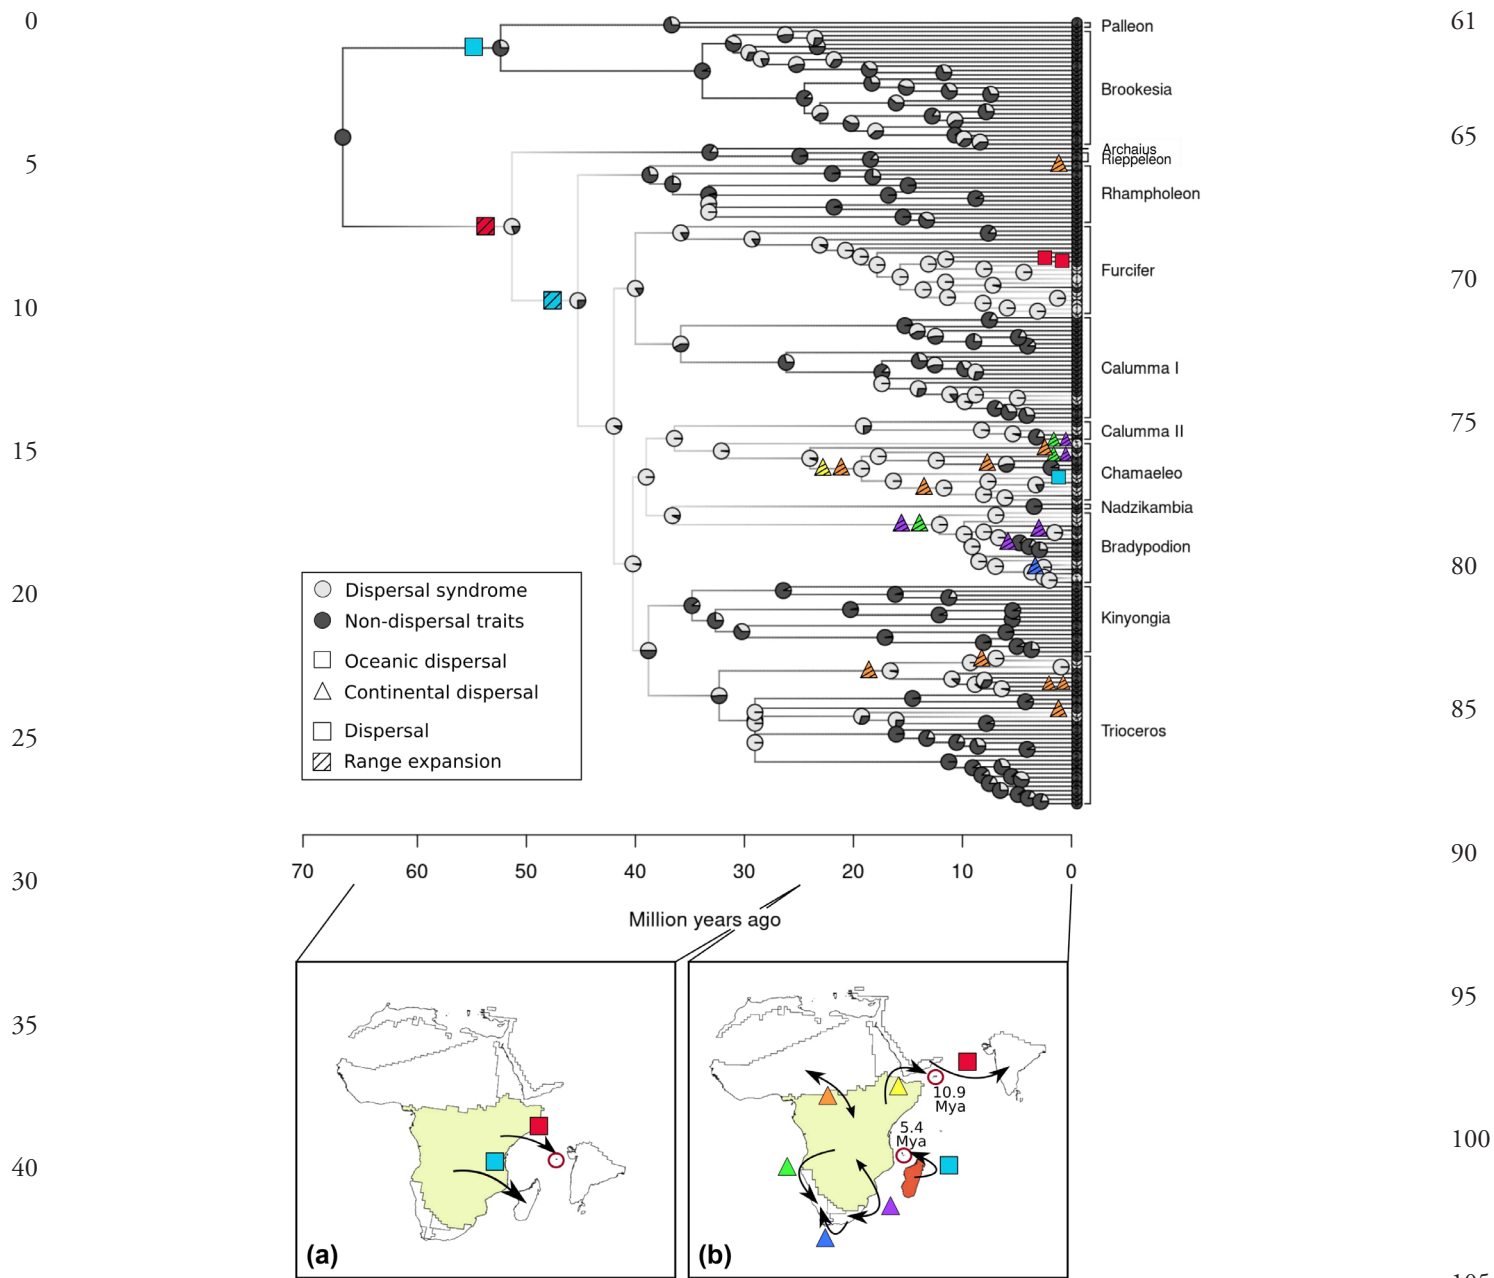 0
5
10
15
20
25
30
35
40
Palleon
Brookesia
Archaius
Rieppeleon
Rhampholeon
Furcifer
Calumma I
Calumma II
Chamaeleo
Nadzikambia
Bradypodion
Kinyongia
Trioceros
Dispersal syndrome
Non-dispersal traits
Oceanic dispersal
Continental dispersal
Dispersal
Range expansion
70 60 50 40 30 20 10 0
Million years ago
(a)
10.9
Mya
5.4
Mya
(b)
61
65
70
75
80
85
90
95
100
105